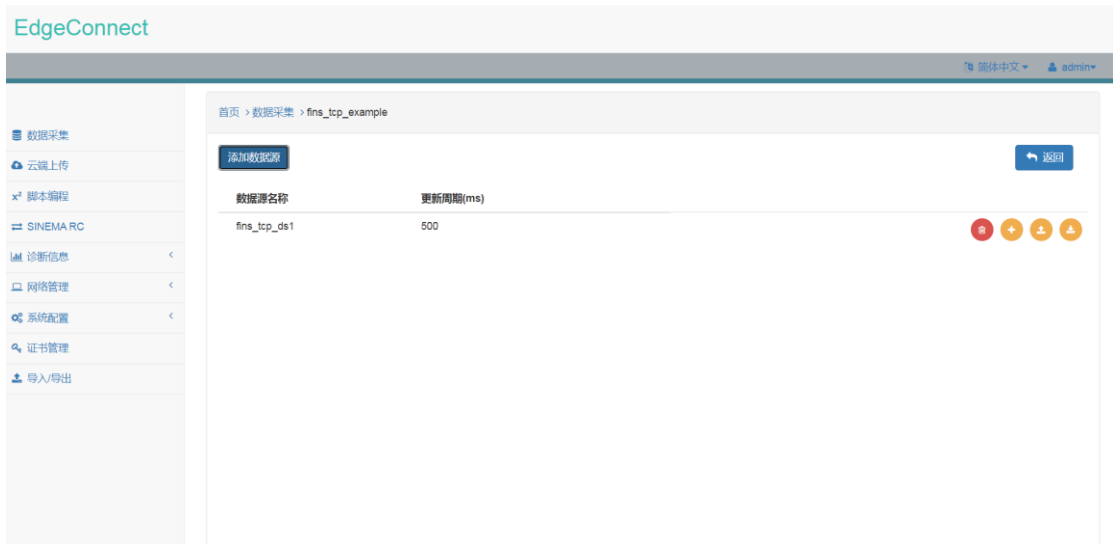 EdgeConnect
简体中文 admin
首页 > 数据采集 > fins_tcp_example
数据采集
添加数据源 返回
云端上传
x² 脚本编程
数据源名称 更新周期(ms)
SINEMA RC
fins_tcp_ds1 500
诊断信息
网络管理
系统配置
证书管理
导入/导出